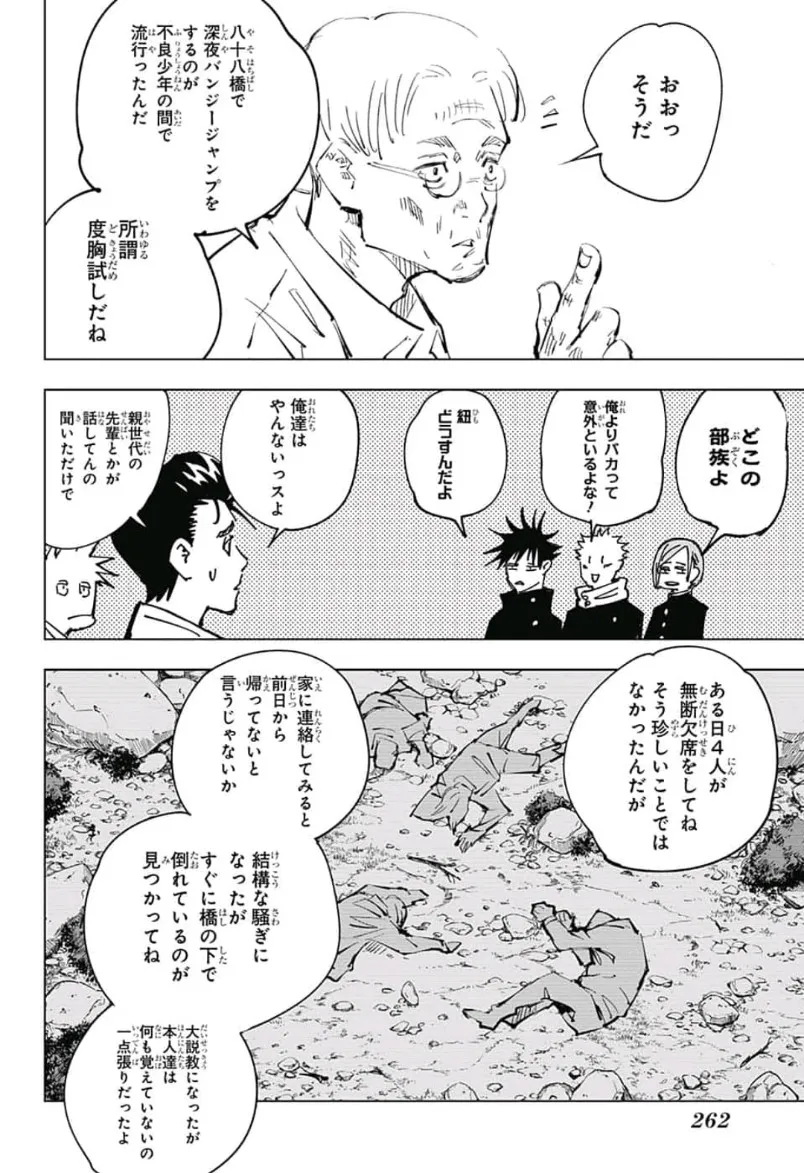 おおっ
そうだ
八十八橋で
深夜バンジージャンプを
するのが
不良少年の間で
流行ったんだ
所謂
度胸試しだね
どこの
部族よ
俺よりバカって
意外といるよな!
紐
どうすんだよ
俺達は
やんないっスよ
親世代の
先輩とかが
話してんの
聞いただけで
ある日4人が
無断欠席をしてね
そう珍しいことでは
なかったんだが
家に連絡してみると
前日から
帰ってないと
言うじゃないか
結構な騒ぎに
なったが
すぐに橋の下で
倒れているのが
見つかってね
大説教になったが
本人達は
何も覚えていないの
一点張りだったよ
262